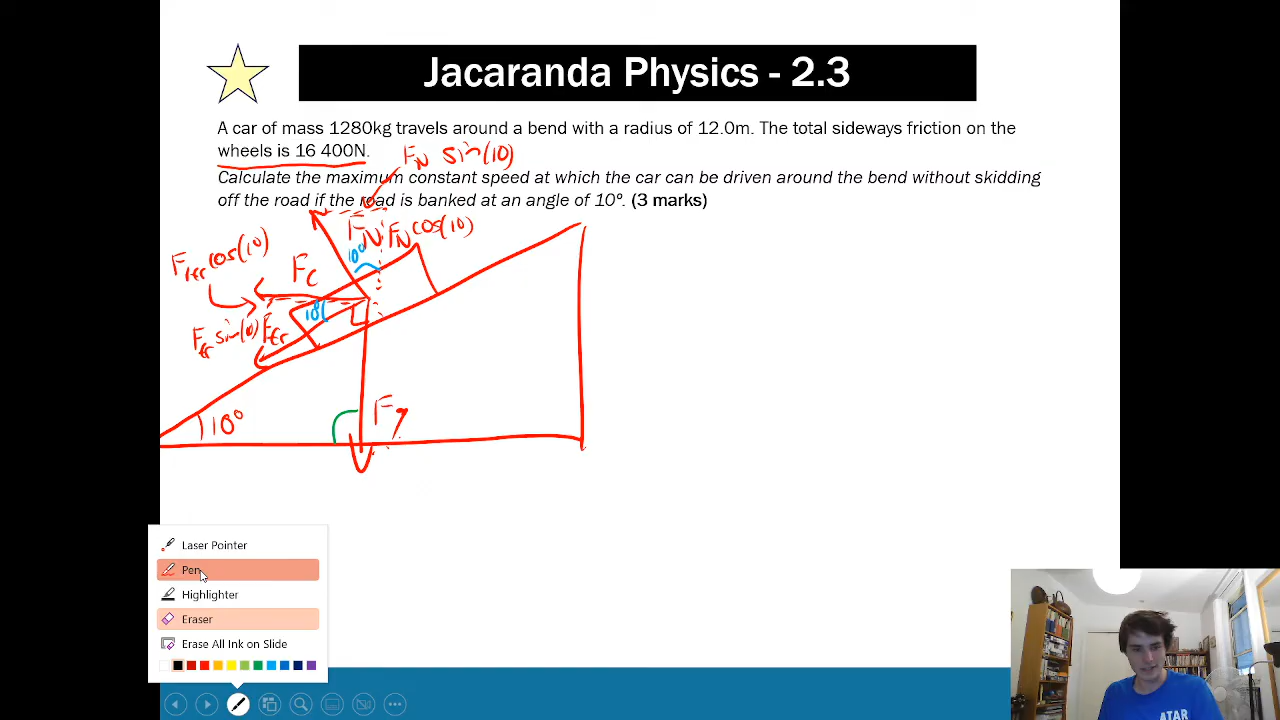 Jacaranda Physics - 2.3
A car of mass 1280kg travels around a bend with a radius of 12.0m. The total sideways friction on the
wheels is 16 400N.
Calculate the maximum constant speed at which the car can be driven around the bend without skidding
off the road if the road is banked at an angle of 10º. (3 marks)
FN sin(10)
FN
FN cos(10)
10°
Ffr cos(10)
Fc
Ffr sin(10)
Ffr
10
10°
Fg
Laser Pointer
Pen
Highlighter
Eraser
Erase All Ink on Slide
ATAR